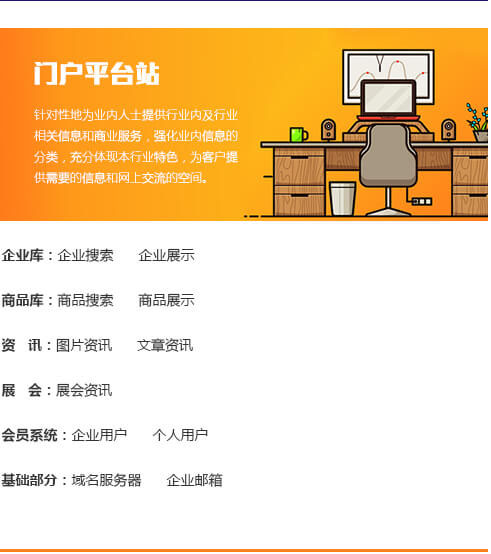 门户平台站
针对性地为业内人士提供行业内及行业
相关信息和商业服务，强化业内信息的
分类，充分体现本行业特色，为客户提
供需要的信息和网上交流的空间。
企业库：企业搜索 企业展示
商品库：商品搜索 商品展示
资 讯：图片资讯 文章资讯
展 会：展会资讯
会员系统：企业用户 个人用户
基础部分：域名服务器 企业邮箱